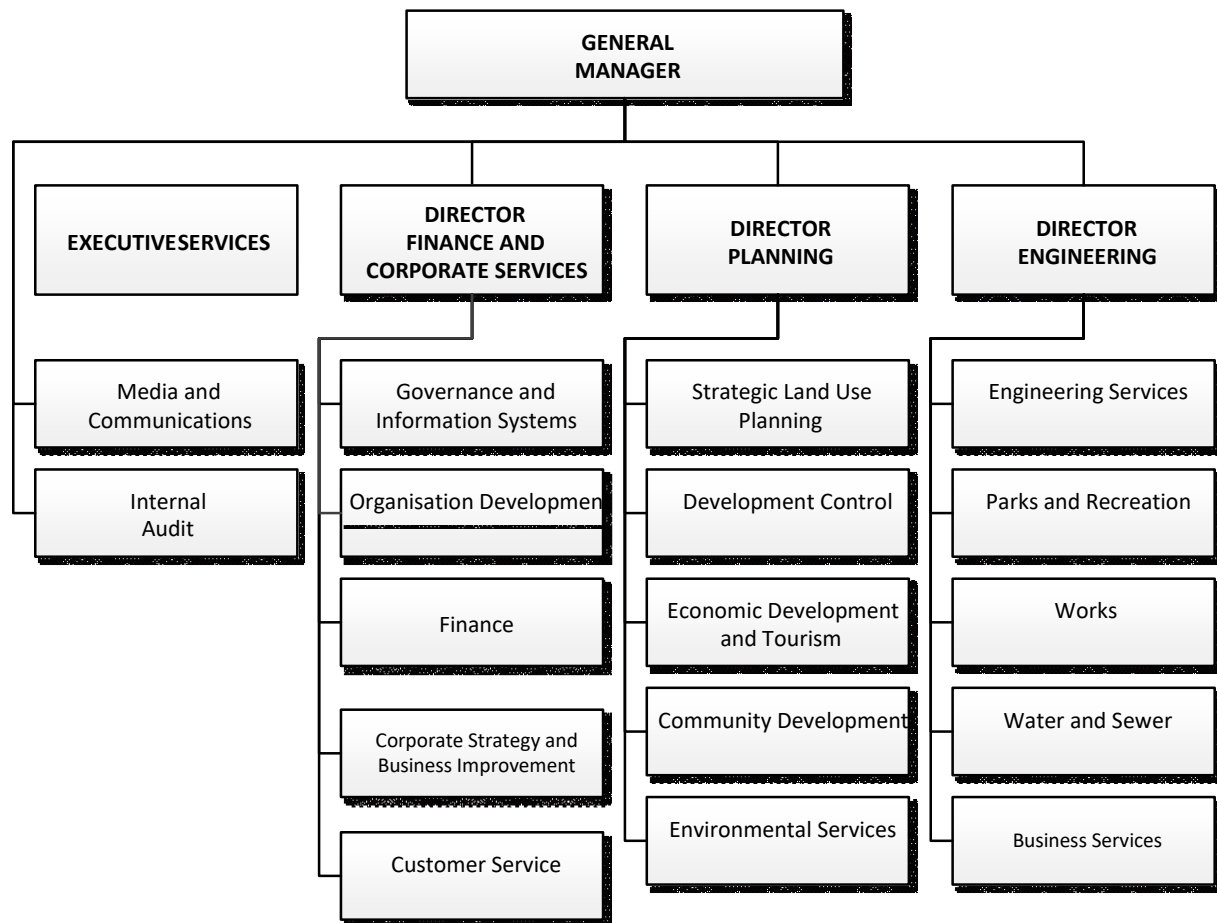 GENERAL
MANAGER
EXECUTIVESERVICES
DIRECTOR
FINANCE AND
CORPORATE SERVICES
DIRECTOR
PLANNING
DIRECTOR
ENGINEERING
Media and
Communications
Governance and
Information Systems
Strategic Land Use
Planning
Engineering Services
Internal
Audit
Organisation Development
Development Control
Parks and Recreation
Finance
Economic Development
and Tourism
Works
Corporate Strategy and
Business Improvement
Community Development
Water and Sewer
Customer Service
Environmental Services
Business Services